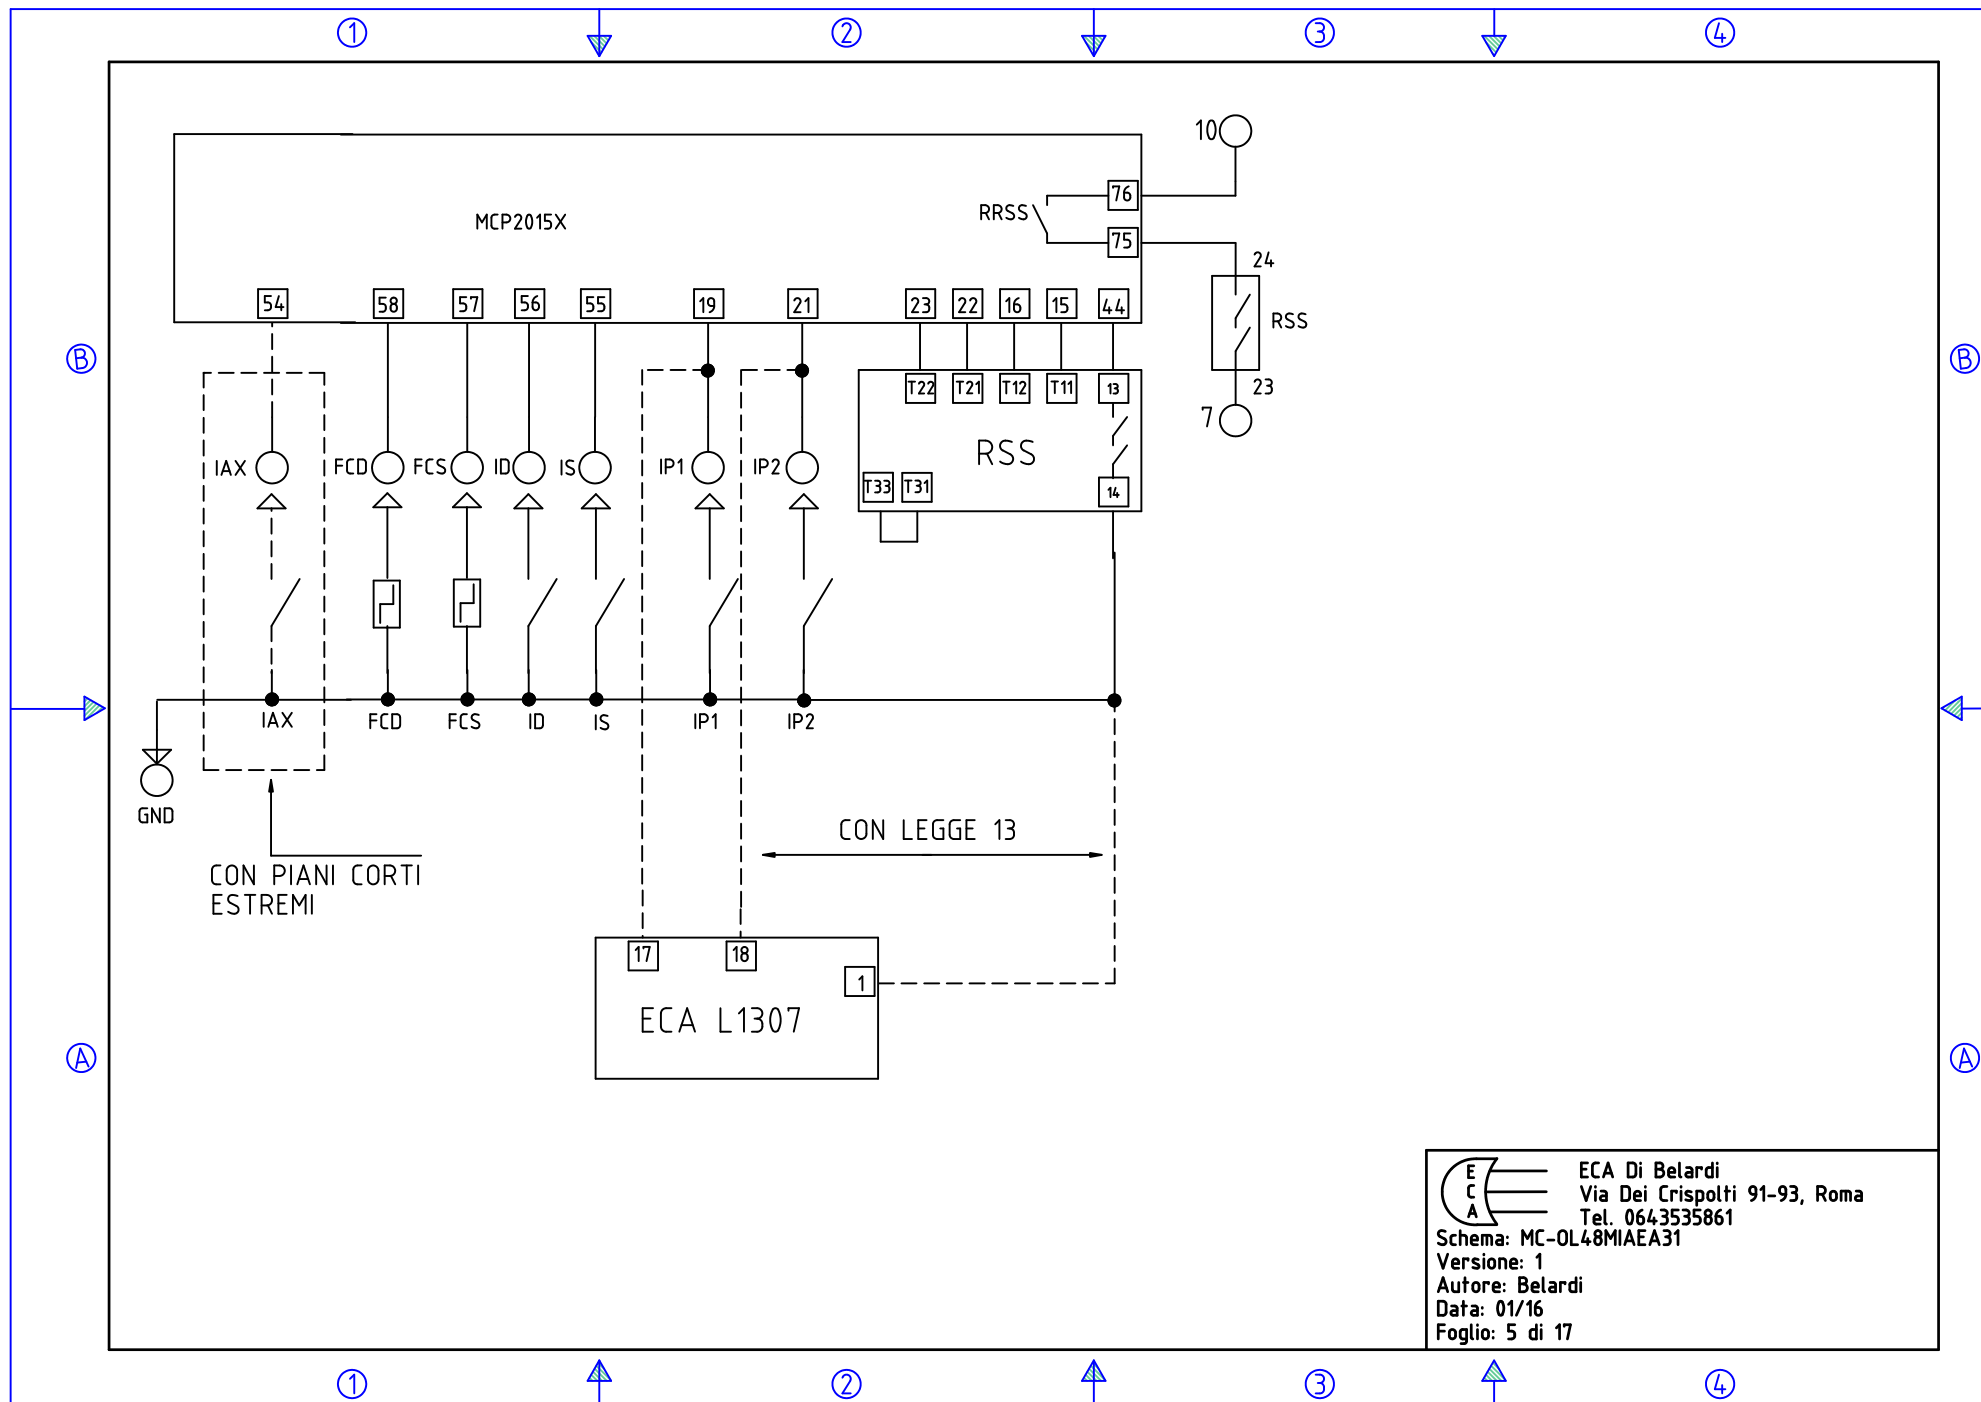 1 2 3 4
10
76
MCP2015X
RRSS
75
24
54 58 57 56 55 19 21 23 22 16 15 44
RSS
B B
T22 T21 T12 T11 13
23
7
RSS
IAX FCD FCS ID IS IP1 IP2
T33 T31 14
IAX FCD FCS ID IS IP1 IP2
GND
CON LEGGE 13
CON PIANI CORTI
ESTREMI
17 18
1
ECA L1307
A A
E
C
A
ECA Di Belardi
Via Dei Crispolti 91-93, Roma
Tel. 0643535861
Schema: MC-OL48MIAEA31
Versione: 1
Autore: Belardi
Data: 01/16
Foglio: 5 di 17
1 2 3 4